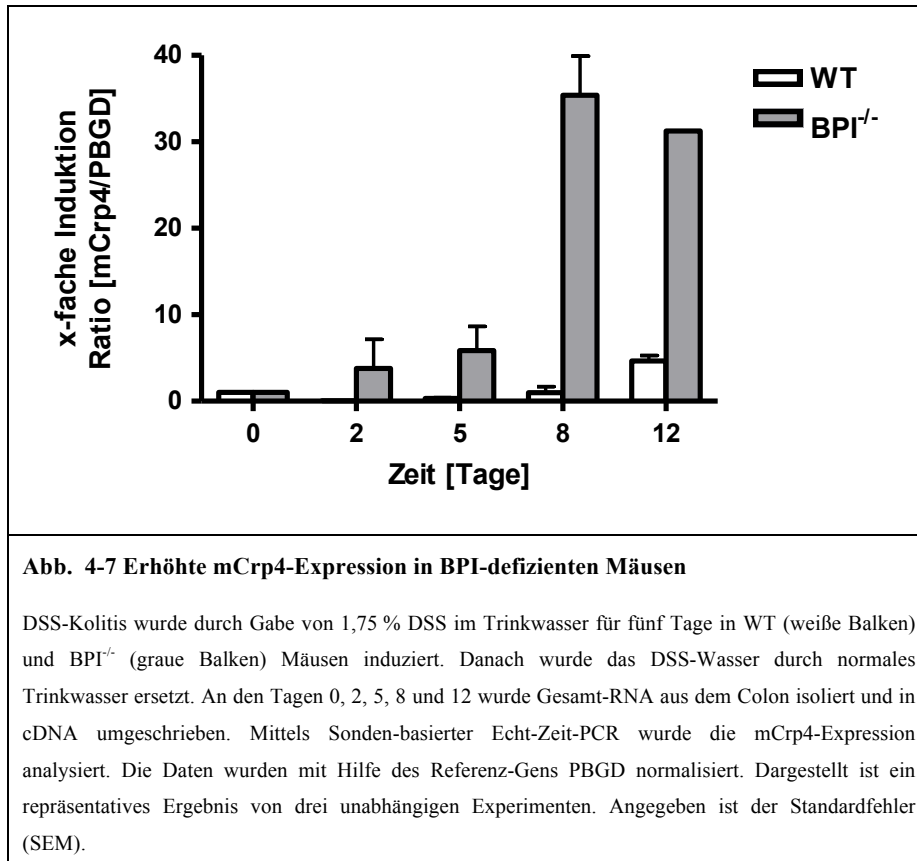 40
30
20
10
0
x-fache Induktion
Ratio [mCrp4/PBGD]
0 2 5 8 12
Zeit [Tage]
WT
BPI-/-
Abb. 4-7 Erhöhte mCrp4-Expression in BPI-defizienten Mäusen
DSS-Kolitis wurde durch Gabe von 1,75 % DSS im Trinkwasser für fünf Tage in WT (weiße Balken)
und BPI-/- (graue Balken) Mäusen induziert. Danach wurde das DSS-Wasser durch normales
Trinkwasser ersetzt. An den Tagen 0, 2, 5, 8 und 12 wurde Gesamt-RNA aus dem Colon isoliert und in
cDNA umgeschrieben. Mittels Sonden-basierter Echt-Zeit-PCR wurde die mCrp4-Expression
analysiert. Die Daten wurden mit Hilfe des Referenz-Gens PBGD normalisiert. Dargestellt ist ein
repräsentatives Ergebnis von drei unabhängigen Experimenten. Angegeben ist der Standardfehler
(SEM).